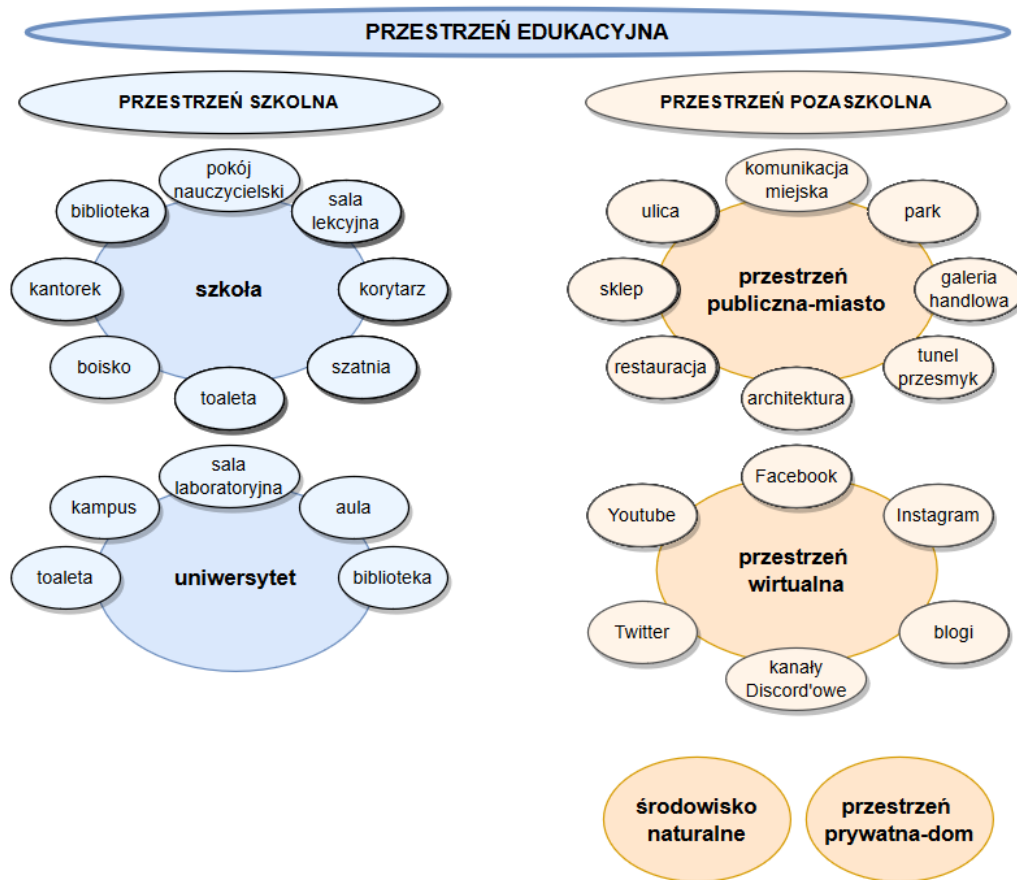 PRZESTRZEŃ EDUKACYJNA
PRZESTRZEŃ SZKOLNA
pokój
nauczycielski
biblioteka
sala
lekcyjna
kantorek
szkoła
korytarz
boisko
szatnia
toaleta
sala
laboratoryjna
kampus
aula
toaleta
uniwersytet
biblioteka
PRZESTRZEŃ POZASZKOLNA
komunikacja
miejska
ulica
park
sklep
przestrzeń
publiczna-miasto
galeria
handlowa
restauracja
tunel
przesmyk
architektura
Facebook
Youtube
Instagram
przestrzeń
wirtualna
Twitter
blogi
kanały
Discord'owe
środowisko
naturalne
przestrzeń
prywatna-dom